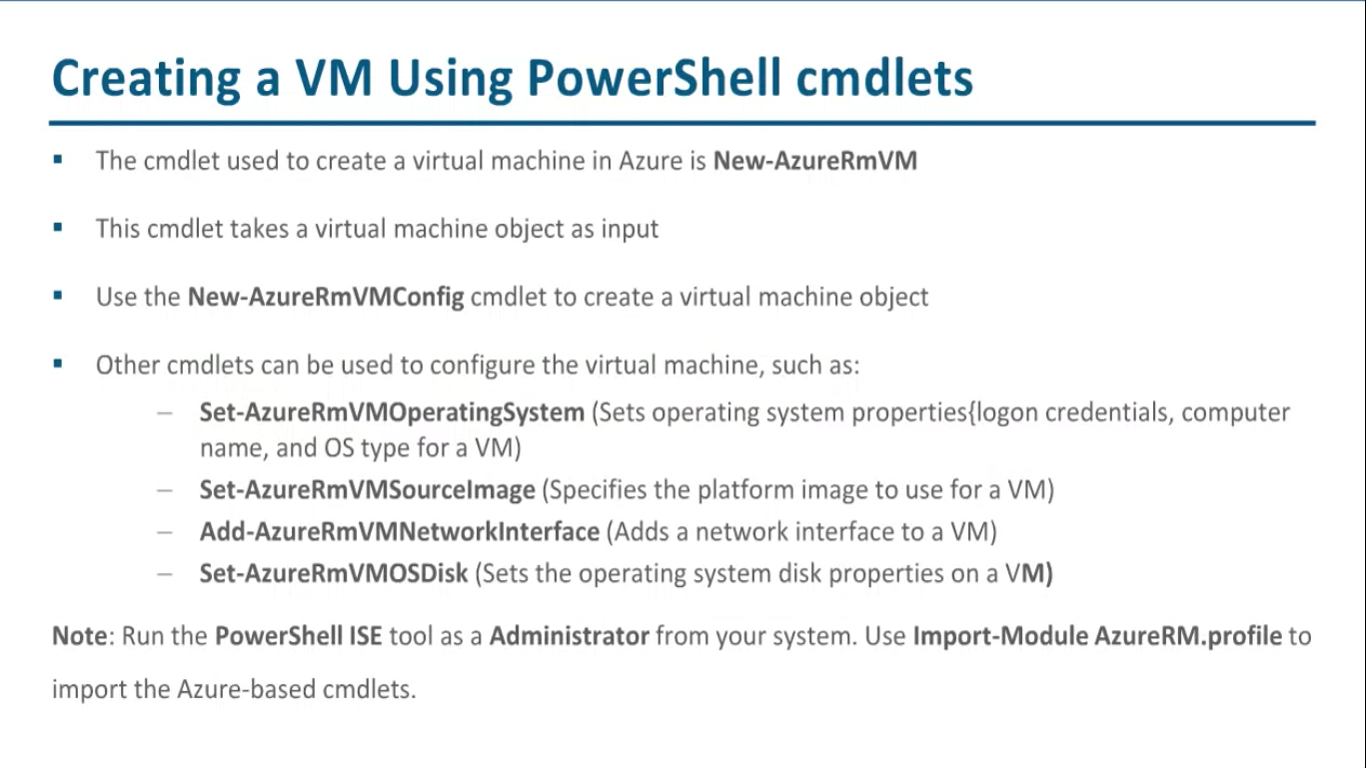 Creating a VM Using PowerShell cmdlets
▪ The cmdlet used to create a virtual machine in Azure is New-AzureRmVM
▪ This cmdlet takes a virtual machine object as input
▪ Use the New-AzureRmVMConfig cmdlet to create a virtual machine object
▪ Other cmdlets can be used to configure the virtual machine, such as:
– Set-AzureRmVMOperatingSystem (Sets operating system properties{logon credentials, computer
name, and OS type for a VM)
– Set-AzureRmVMSourceImage (Specifies the platform image to use for a VM)
– Add-AzureRmVMNetworkInterface (Adds a network interface to a VM)
– Set-AzureRmVMOSDisk (Sets the operating system disk properties on a VM)
Note: Run the PowerShell ISE tool as a Administrator from your system. Use Import-Module AzureRM.profile to
import the Azure-based cmdlets.